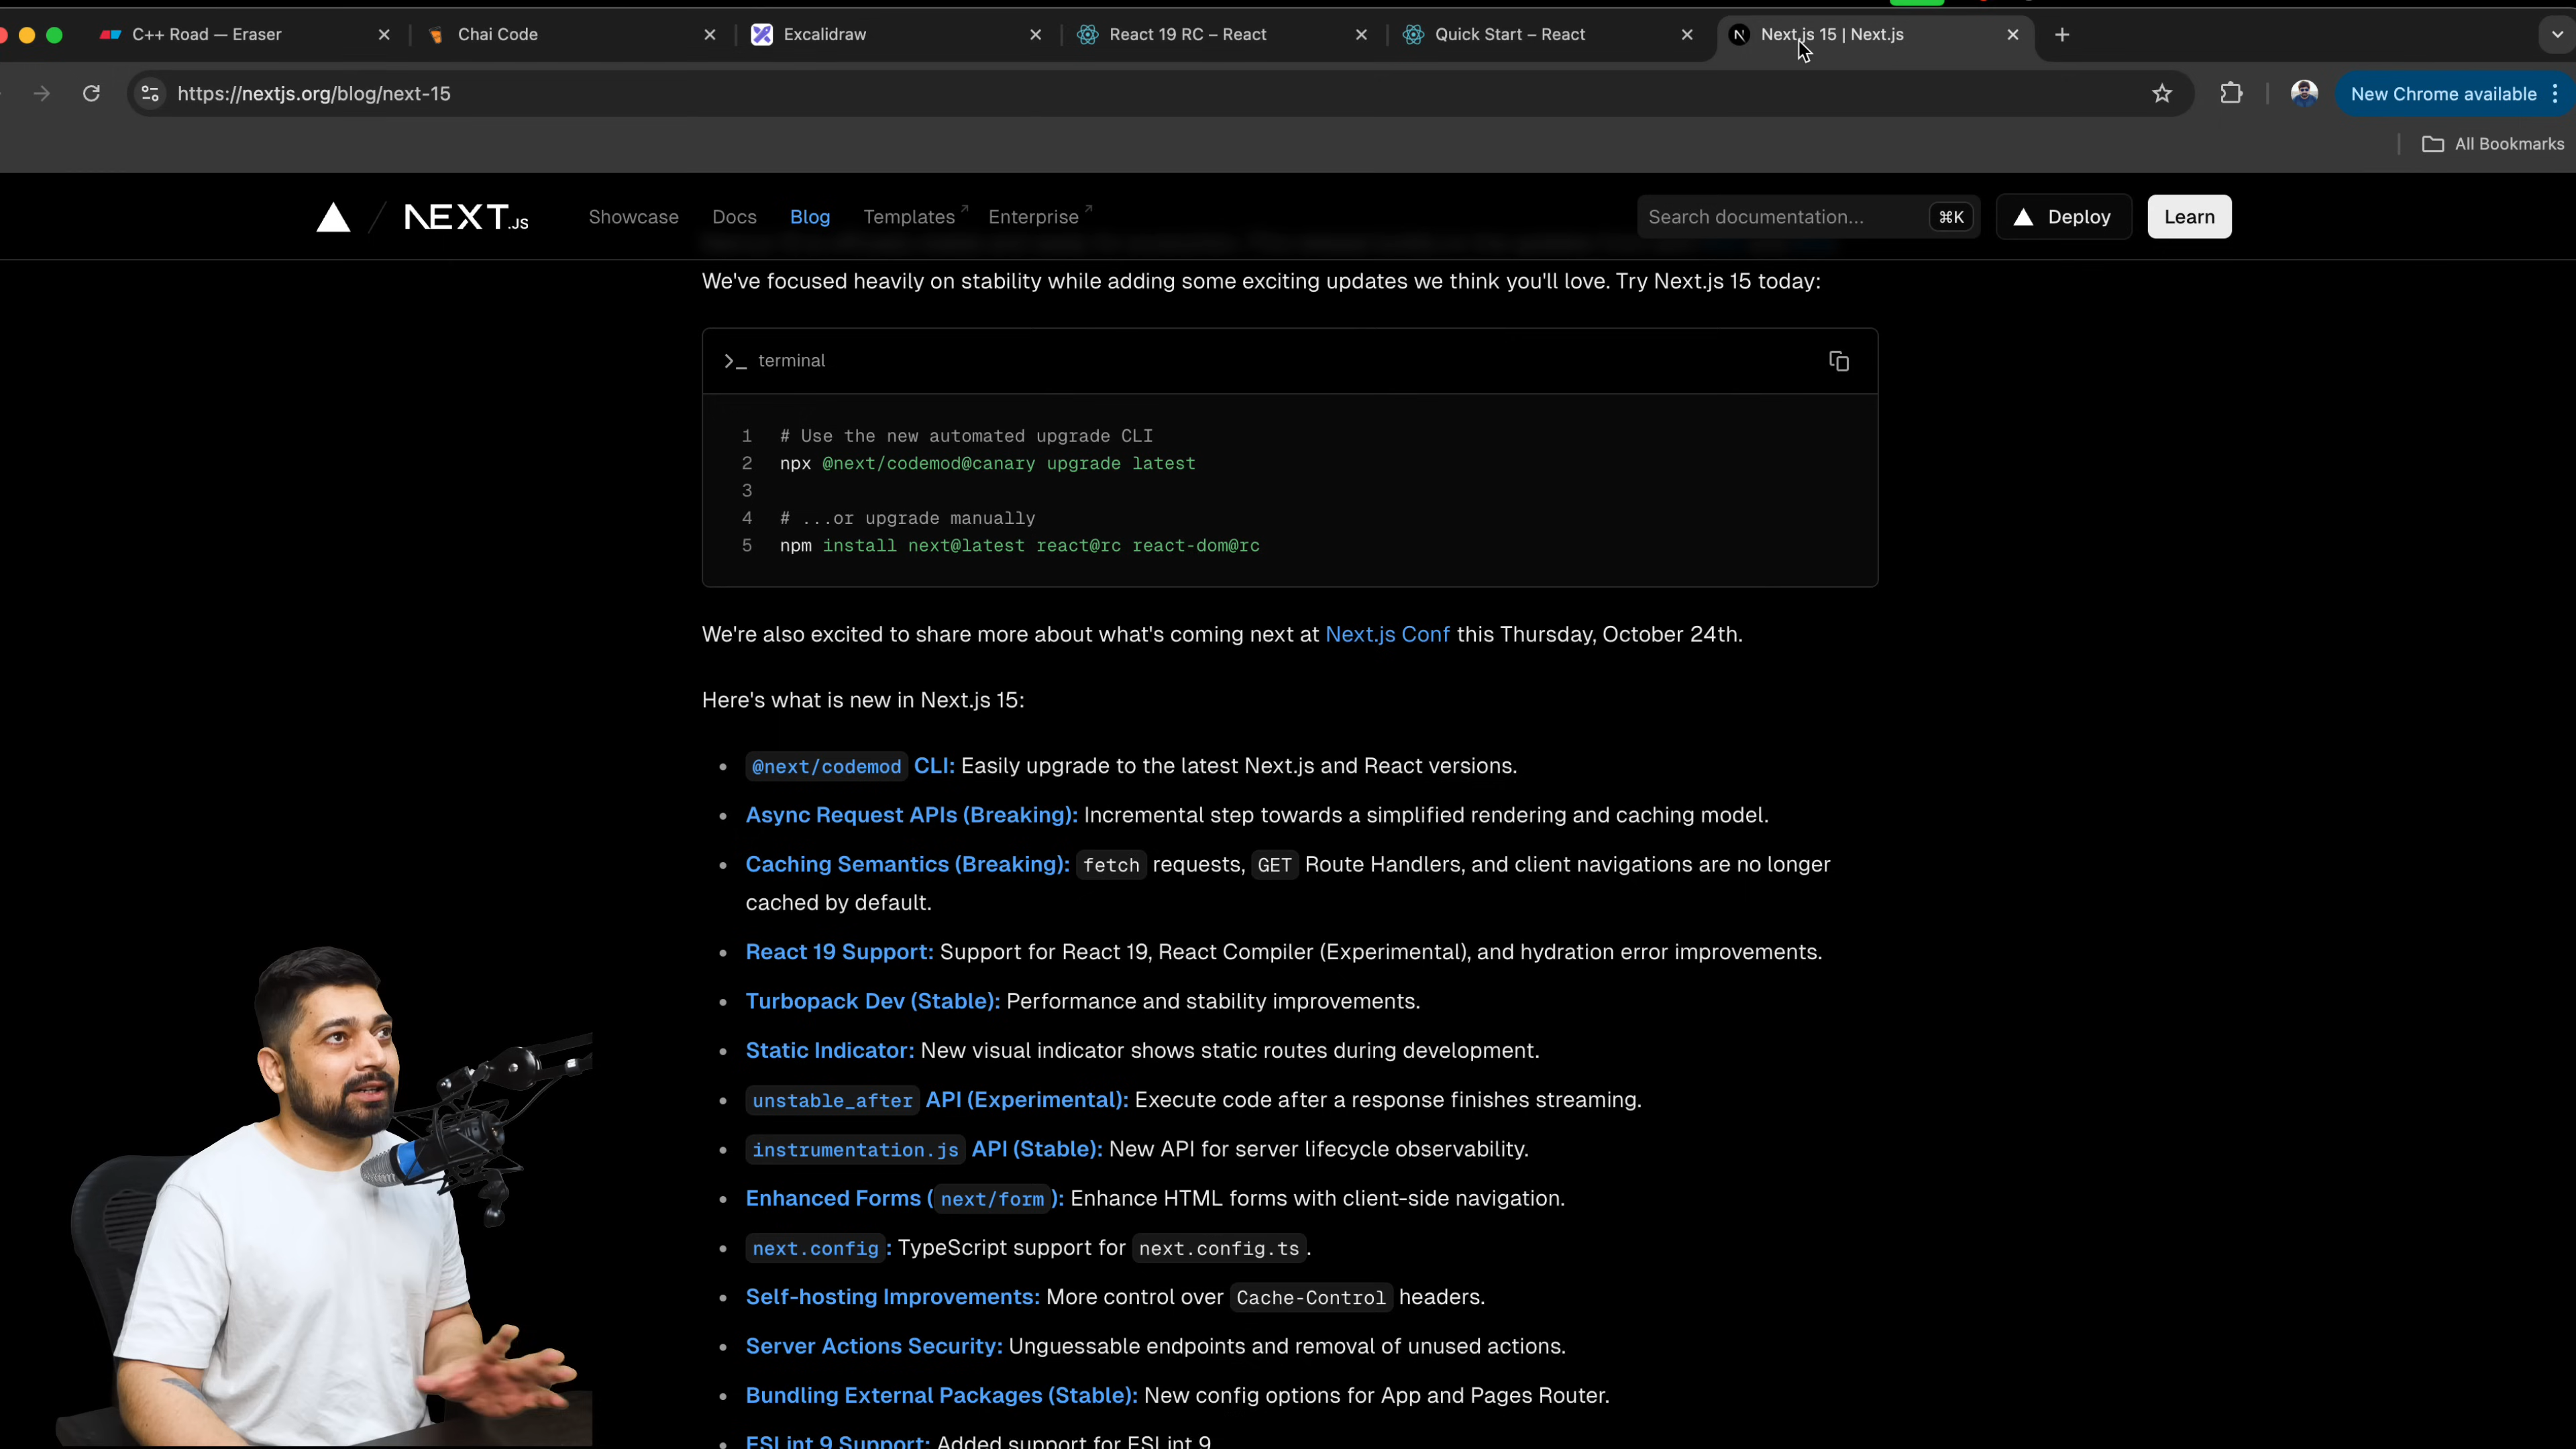 C++ Road — Eraser
Chai Code
Excalidraw
React 19 RC – React
Quick Start – React
Next.js 15 | Next.js
https://nextjs.org/blog/next-15
New Chrome available
All Bookmarks
NEXT.JS
Showcase
Docs
Blog
Templates
Enterprise
Search documentation...
⌘K
Deploy
Learn
We've focused heavily on stability while adding some exciting updates we think you'll love. Try Next.js 15 today:
>_ terminal
1 # Use the new automated upgrade CLI
2 npx @next/codemod@canary upgrade latest
3
4 # ...or upgrade manually
5 npm install next@latest react@rc react-dom@rc
We're also excited to share more about what's coming next at Next.js Conf this Thursday, October 24th.
Here's what is new in Next.js 15:
• @next/codemod CLI: Easily upgrade to the latest Next.js and React versions.
• Async Request APIs (Breaking): Incremental step towards a simplified rendering and caching model.
• Caching Semantics (Breaking): fetch requests, GET Route Handlers, and client navigations are no longer
cached by default.
• React 19 Support: Support for React 19, React Compiler (Experimental), and hydration error improvements.
• Turbopack Dev (Stable): Performance and stability improvements.
• Static Indicator: New visual indicator shows static routes during development.
• unstable_after API (Experimental): Execute code after a response finishes streaming.
• instrumentation.js API (Stable): New API for server lifecycle observability.
• Enhanced Forms (next/form): Enhance HTML forms with client-side navigation.
• next.config: TypeScript support for next.config.ts.
• Self-hosting Improvements: More control over Cache-Control headers.
• Server Actions Security: Unguessable endpoints and removal of unused actions.
• Bundling External Packages (Stable): New config options for App and Pages Router.
• ESLint 9 Support: Added support for ESLint 9.